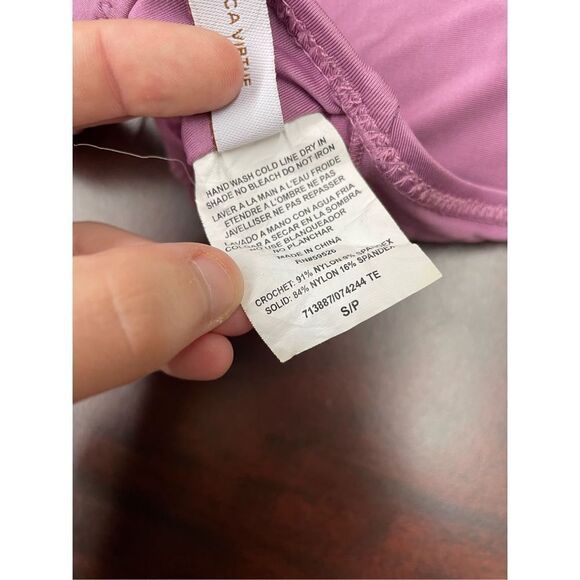 CA VIRTUE
HAND WASH COLD LINE DRY IN
SHADE NO BLEACH DO NOT IRON
LAVER A LA MAIN A L'EAU FROIDE
ETENDRE A L'OMBRE NE PAS
JAVELLISER NE PAS REPASSER
LAVADO A MANO CON AGUA FRIA
COLGAR A SECAR EN LA SOMBRA.
USE BLANQUEADOR
NO PLANCHAR
MADE IN CHINA
RN#59526
CROCHET: 91% NYLON 9% SPANDEX
SOLID: 84% NYLON 16% SPANDEX
713887/074244 TE
S/P